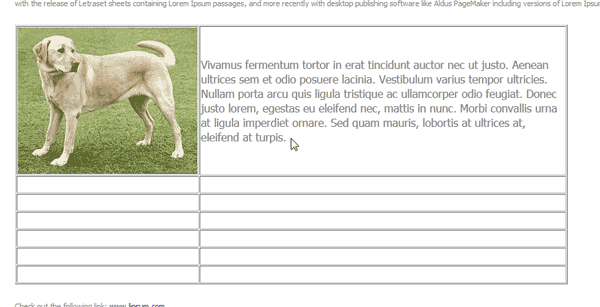 with the release of Letraset sheets containing Lorem Ipsum passages, and more recently with desktop publishing software like Aldus PageMaker including versions of Lorem
Vivamus fermentum tortor in erat tincidunt auctor nec ut justo. Aenean
ultrices sem et odio posuere lacinia. Vestibulum varius tempor ultricies.
Nullam porta arcu quis ligula tristique ac ullamcorper odio feugiat. Donec
justo lorem, egestas eu eleifend nec, mattis in nunc. Morbi convallis urna
at ligula imperdiet ornare. Sed quam mauris, lobortis at ultrices at,
eleifend at turpis.
Check out the following link: www.lipsum.com